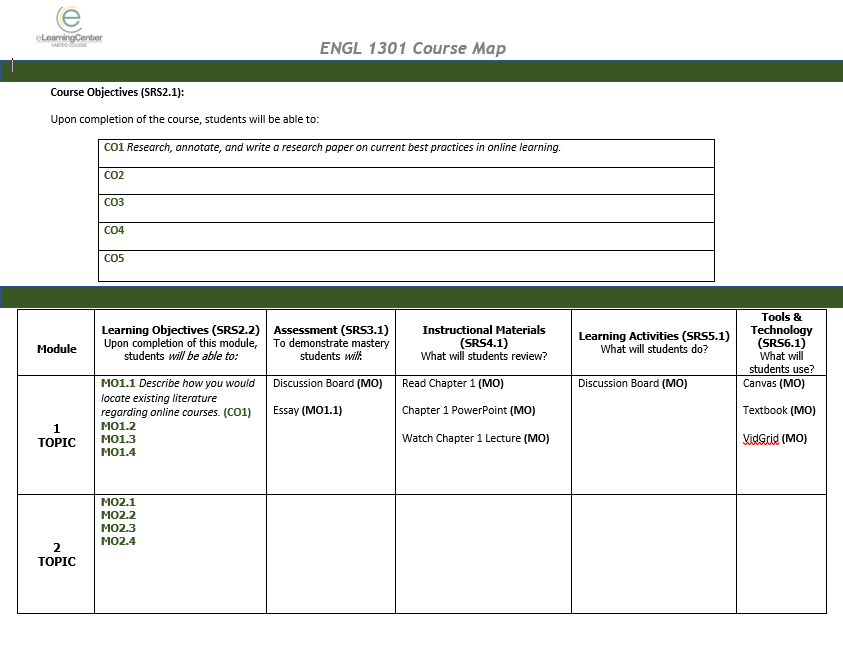 e
eLearningCenter
LAREDO COLLEGE
ENGL 1301 Course Map
Course Objectives (SRS2.1):
Upon completion of the course, students will be able to:
CO1 Research, annotate, and write a research paper on current best practices in online learning.
CO2
CO3
CO4
CO5
Module
Learning Objectives (SRS2.2)
Upon completion of this module,
students will be able to:
Assessment (SRS3.1)
To demonstrate mastery
students will:
Instructional Materials
(SRS4.1)
What will students review?
Learning Activities (SRS5.1)
What will students do?
Tools &
Technology
(SRS6.1)
What will
students use?
1
TOPIC
MO1.1 Describe how you would
locate existing literature
regarding online courses. (CO1)
MO1.2
MO1.3
MO1.4
Discussion Board (MO)
Essay (MO1.1)
Read Chapter 1 (MO)
Chapter 1 PowerPoint (MO)
Watch Chapter 1 Lecture (MO)
Discussion Board (MO)
Canvas (MO)
Textbook (MO)
VidGrid (MO)
2
TOPIC
MO2.1
MO2.2
MO2.3
MO2.4